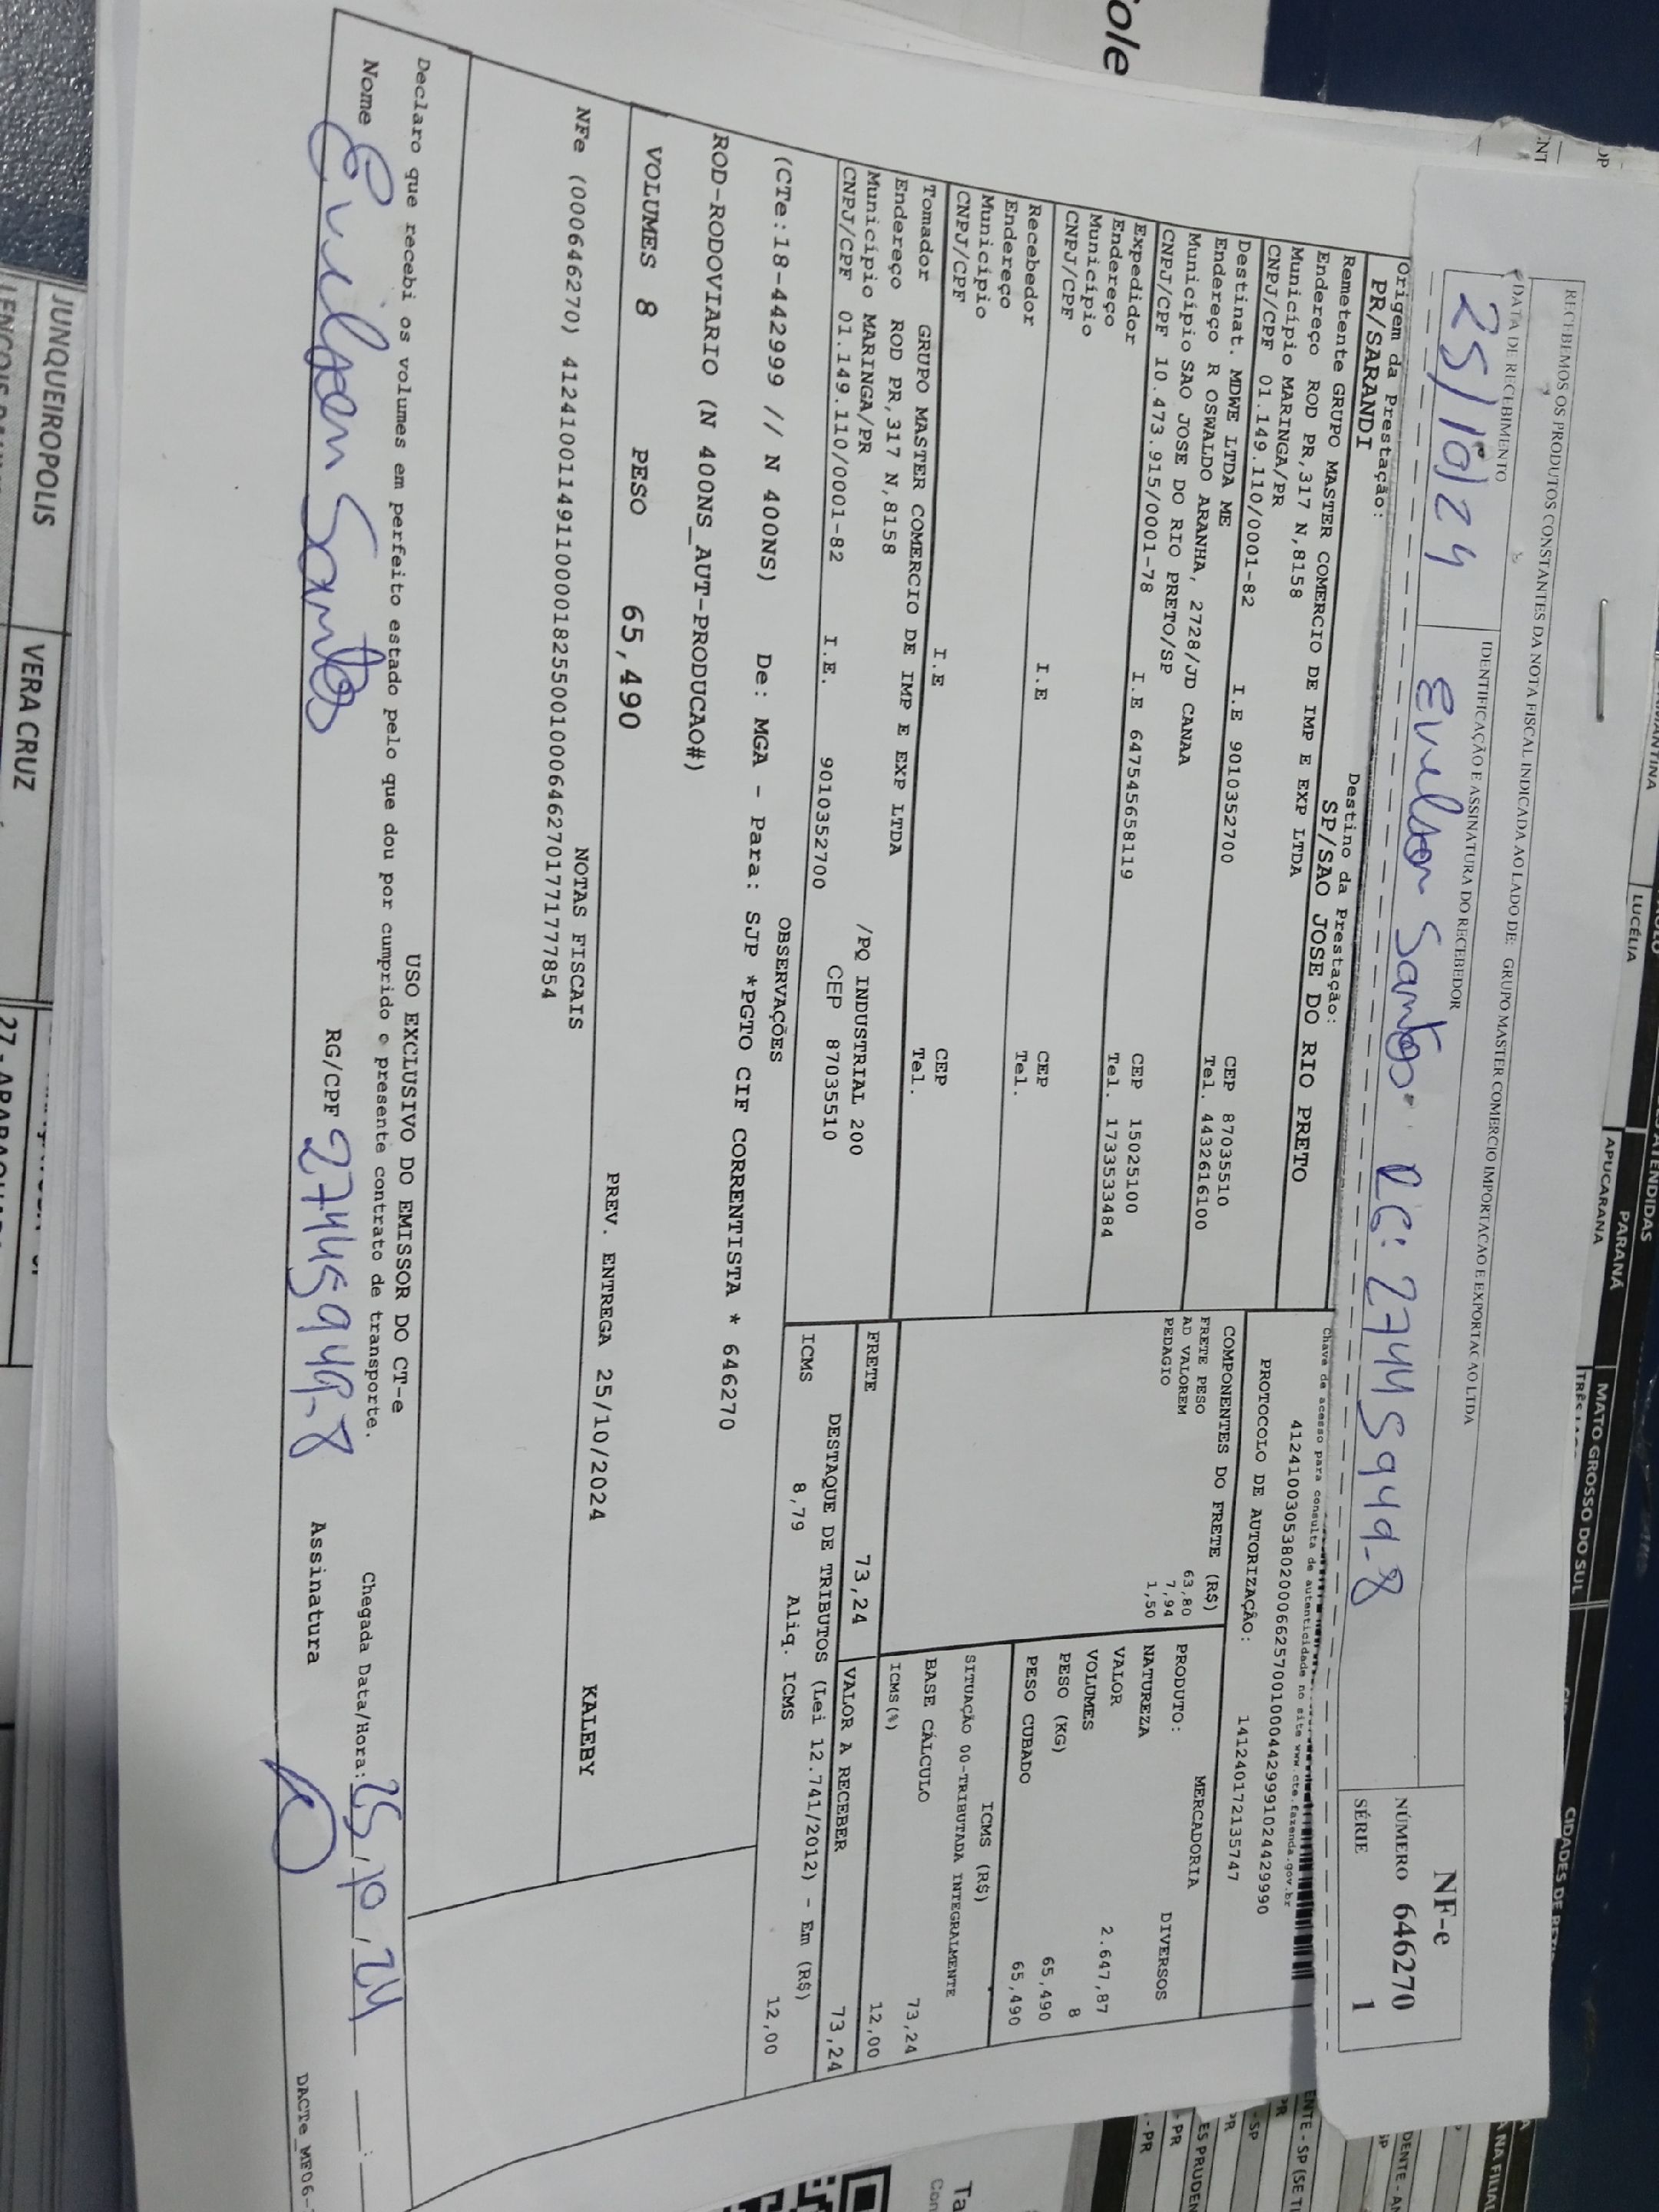 RECEBEMOS OS PRODUTOS CONSTANTES DA NOTA FISCAL INDICADA AO LADO DE: GRUPO MASTER COMERCIO IMPORTACAO E EXPORTACAO LTDA
DATA DE RECEBIMENTO
IDENTIFICAÇÃO E ASSINATURA DO RECEBEDOR
25/10/24
Evilson Santos. RG: 27445949-8
NF-e
NÚMERO 646270
SÉRIE 1
Origem da Prestação:
PR/SARANDI
Destino da Prestação:
SP/SAO JOSE DO RIO PRETO
Remetente GRUPO MASTER COMERCIO DE IMP E EXP LTDA
Endereço ROD PR,317 N,8158
Município MARINGA/PR
CEP 87035510
CNPJ/CPF 01.149.110/0001-82 I.E 9010352700 Tel. 4432616100
Destinat. MDWE LTDA ME
Endereço R OSWALDO ARANHA, 2728/JD CANAA
Município SAO JOSE DO RIO PRETO/SP
CEP 15025100
CNPJ/CPF 10.473.915/0001-78 I.E 647545658119 Tel. 1733533484
Expedidor
Endereço
Município
CEP
CNPJ/CPF
I.E
Tel.
Recebedor
Endereço
Município
CEP
CNPJ/CPF
I.E
Tel.
Tomador GRUPO MASTER COMERCIO DE IMP E EXP LTDA
Endereço ROD PR,317 N,8158
/PQ INDUSTRIAL 200
Município MARINGA/PR
CEP 87035510
CNPJ/CPF 01.149.110/0001-82 I.E. 9010352700
Chave de acesso para consulta de autenticidade no site www.cte.fazenda.gov.br
41241003053802000662570010004429991024429990
PROTOCOLO DE AUTORIZAÇÃO: 141240172135747
COMPONENTES DO FRETE (R$)
FRETE PESO 63,80
AD VALOREM 7,94
PEDAGIO 1,50
MERCADORIA
PRODUTO: DIVERSOS
NATUREZA
VALOR 2.647,87
VOLUMES 8
PESO (KG) 65,490
PESO CUBADO 65,490
ICMS (R$)
SITUAÇÃO 00-TRIBUTADA INTEGRALMENTE
BASE CÁLCULO 73,24
ICMS(%) 12,00
FRETE 73,24
VALOR A RECEBER 73,24
DESTAQUE DE TRIBUTOS (Lei 12.741/2012) - Em (R$)
ICMS 8,79 Aliq. ICMS 12,00
OBSERVAÇÕES
(CTe:18-442999 // N 400NS) De: MGA - Para: SJP *PGTO CIF CORRENTISTA * 646270
ROD-RODOVIARIO (N 400NS_AUT-PRODUCAO#)
VOLUMES 8 PESO 65,490 PREV. ENTREGA 25/10/2024 KALEBY
NOTAS FISCAIS
NFe (000646270) 41241001149110000182550010006462701771777854
USO EXCLUSIVO DO EMISSOR DO CT-e
Declaro que recebi os volumes em perfeito estado pelo que dou por cumprido o presente contrato de transporte.
Chegada Data/Hora: 25/10/24
Nome Evilson Santos RG/CPF 27445949-8 Assinatura
JUNQUEIROPOLIS
VERA CRUZ
LUCÉLIA
APUCARANA
PARANÁ
MATO GROSSO DO SUL